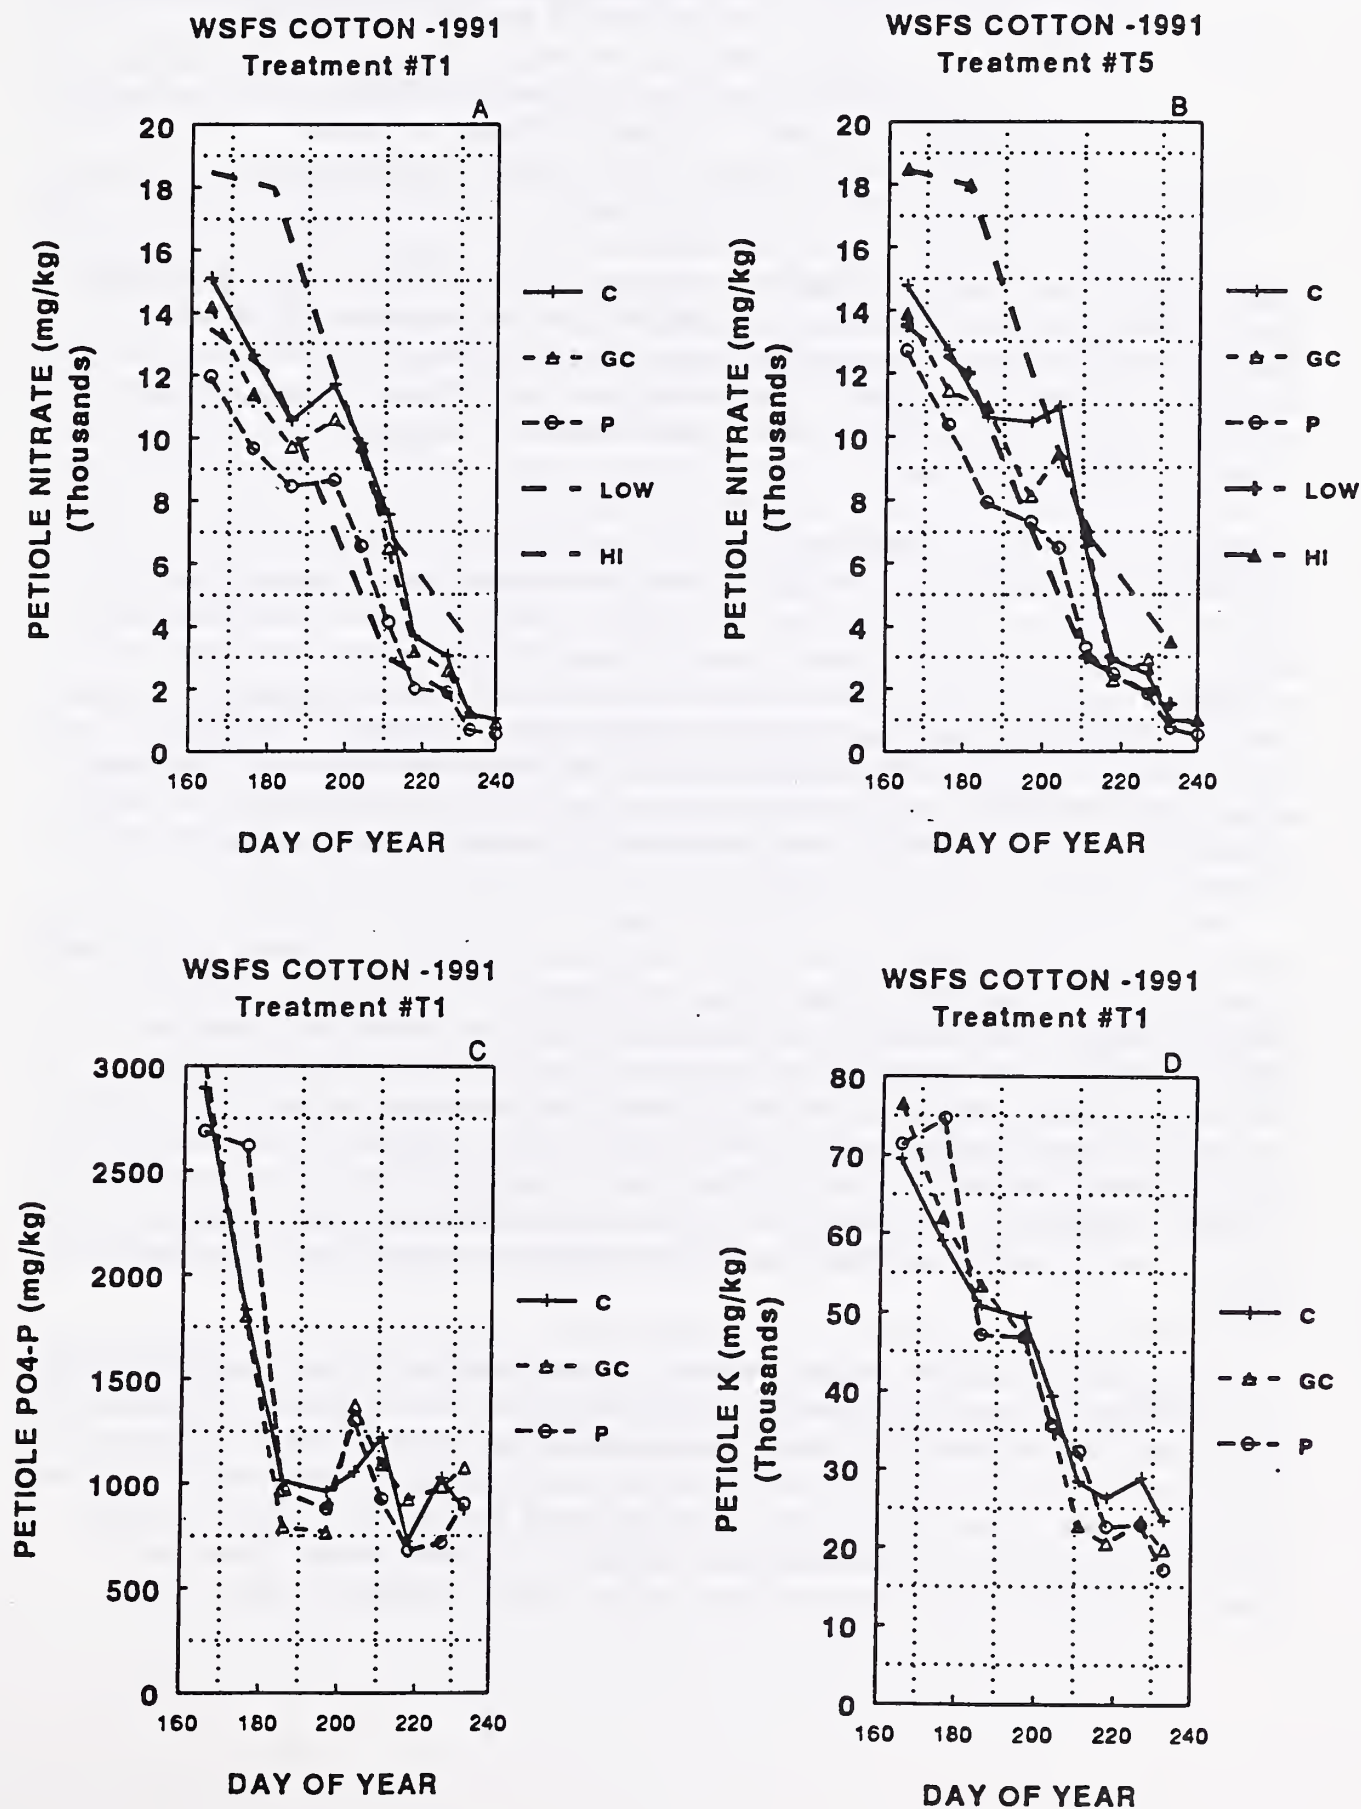 WSFS COTTON -1991
Treatment #T1
A
PETIOLE NITRATE (mg/kg)
(Thousands)
20
18
16
14
12
10
8
6
4
2
0
160 180 200 220 240
DAY OF YEAR
C
GC
P
LOW
HI
WSFS COTTON -1991
Treatment #T5
B
PETIOLE NITRATE (mg/kg)
(Thousands)
20
18
16
14
12
10
8
6
4
2
0
160 180 200 220 240
DAY OF YEAR
C
GC
P
LOW
HI
WSFS COTTON -1991
Treatment #T1
C
PETIOLE PO4-P (mg/kg)
3000
2500
2000
1500
1000
500
0
160 180 200 220 240
DAY OF YEAR
C
GC
P
WSFS COTTON -1991
Treatment #T1
D
PETIOLE K (mg/kg)
(Thousands)
80
70
60
50
40
30
20
10
0
160 180 200 220 240
DAY OF YEAR
C
GC
P